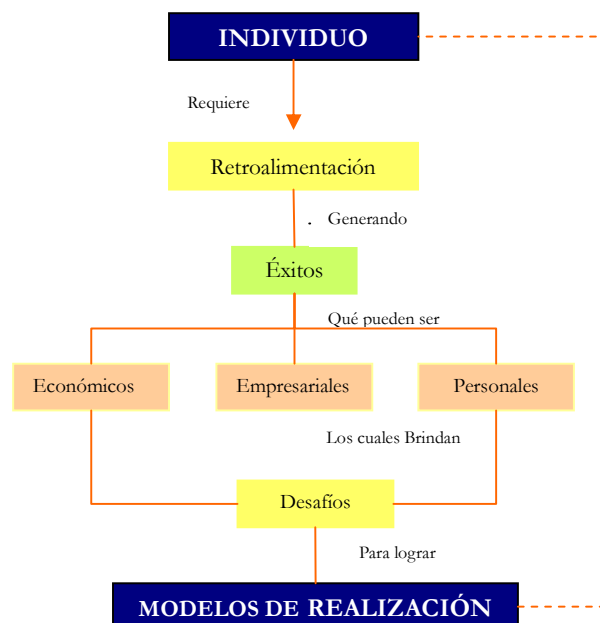 INDIVIDUO
Requiere
Retroalimentación
. Generando
Éxitos
Qué pueden ser
Económicos
Empresariales
Personales
Los cuales Brindan
Desafíos
Para lograr
MODELOS DE REALIZACIÓN